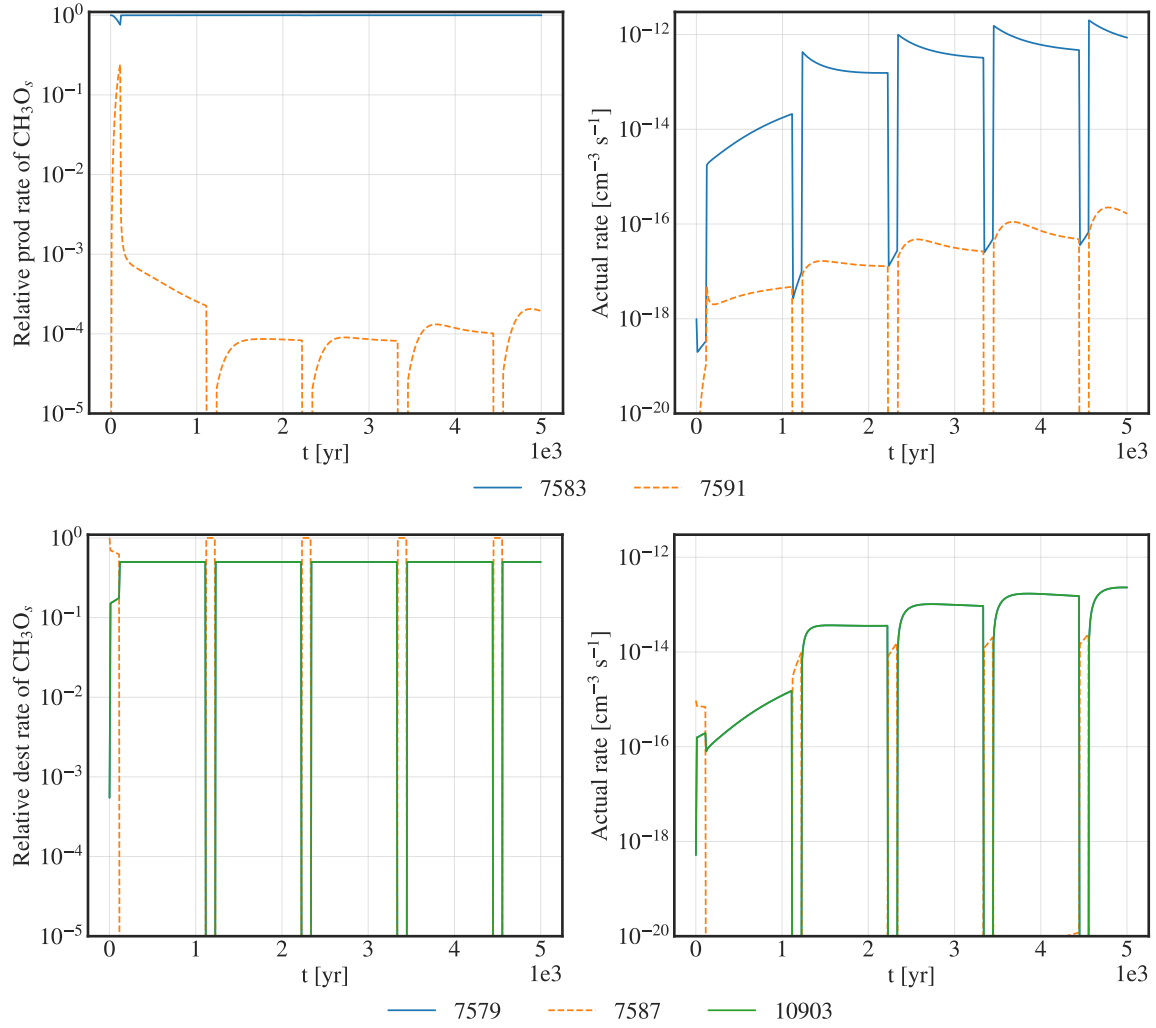 Relative prod rate of CH₃Oₛ
10⁰
10⁻¹
10⁻²
10⁻³
10⁻⁴
10⁻⁵
0 1 2 3 4 5
t [yr]
1e3
Actual rate [cm⁻³ s⁻¹]
10⁻¹²
10⁻¹⁴
10⁻¹⁶
10⁻¹⁸
10⁻²⁰
0 1 2 3 4 5
t [yr]
1e3
7583 7591
Relative dest rate of CH₃Oₛ
10⁰
10⁻¹
10⁻²
10⁻³
10⁻⁴
10⁻⁵
0 1 2 3 4 5
t [yr]
1e3
Actual rate [cm⁻³ s⁻¹]
10⁻¹²
10⁻¹⁴
10⁻¹⁶
10⁻¹⁸
10⁻²⁰
0 1 2 3 4 5
t [yr]
1e3
7579 7587 10903